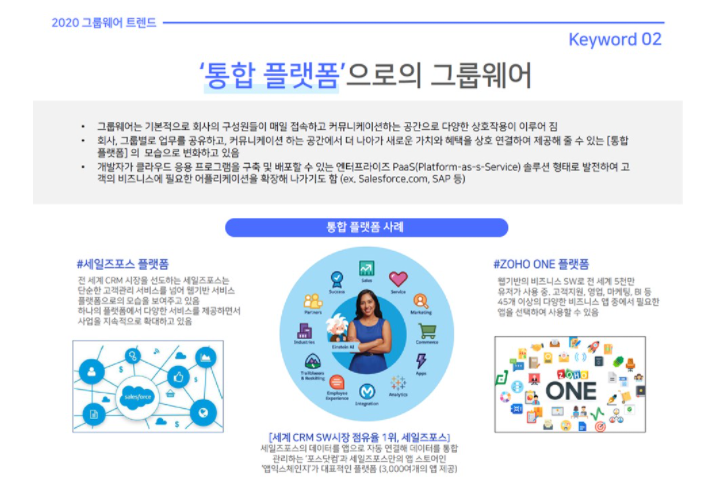 2020 그룹웨어 트렌드
Keyword 02
‘통합 플랫폼’으로의 그룹웨어
• 그룹웨어는 기본적으로 회사의 구성원들이 매일 접속하고 커뮤니케이션하는 공간으로 다양한 상호작용이 이루어 짐
• 회사, 그룹별로 업무를 공유하고, 커뮤니케이션 하는 공간에서 더 나아가 새로운 가치와 혜택을 상호 연결하여 제공해 줄 수 있는 [통합
플랫폼] 의 모습으로 변화하고 있음
• 개발자가 클라우드 응용 프로그램을 구축 및 배포할 수 있는 엔터프라이즈 PaaS(Platform-as-s-Service) 솔루션 형태로 발전하여 고
객의 비즈니스에 필요한 어플리케이션을 확장해 나가기도 함 (ex. Salesforce.com, SAP 등)
통합 플랫폼 사례
#세일즈포스 플랫폼
전 세계 CRM 시장을 선도하는 세일즈포스는
단순한 고객관리 서비스를 넘어 웹기반 서비스
플랫폼으로의 모습을 보여주고 있음
하나의 플랫폼에서 다양한 서비스를 제공하면서
사업을 지속적으로 확대하고 있음
salesforce
Sales
Service
Marketing
Commerce
Apps
Analytics
Integration
Employee
Experience
Trailhead
& Reskilling
Industries
Partners
Success
Einstein AI
[세계 CRM SW시장 점유율 1위, 세일즈포스]
세일즈포스의 데이터를 앱으로 자동 연결해 데이터를 통합
관리하는 '포스닷컴'과 세일즈포스만의 앱 스토어인
'앱익스체인지'가 대표적인 플랫폼 (3,000여개의 앱 제공)
#ZOHO ONE 플랫폼
웹기반의 비즈니스 SW로 전 세계 5천만
유저가 사용 중. 고객지원, 영업, 마케팅, BI 등
45개 이상의 다양한 비즈니스 앱 중에서 필요한
앱을 선택하여 사용할 수 있음
ZOHO
ONE